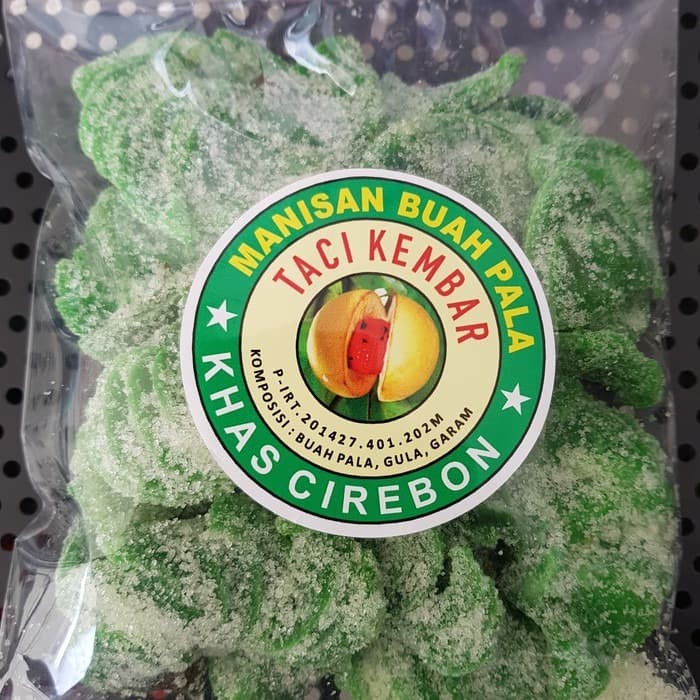 MANISAN BUAH PALA
TACI KEMBAR
P-IRT. 201427.401.202M
KOMPOSISI : BUAH PALA, GULA, GARAM
KHAS CIREBON